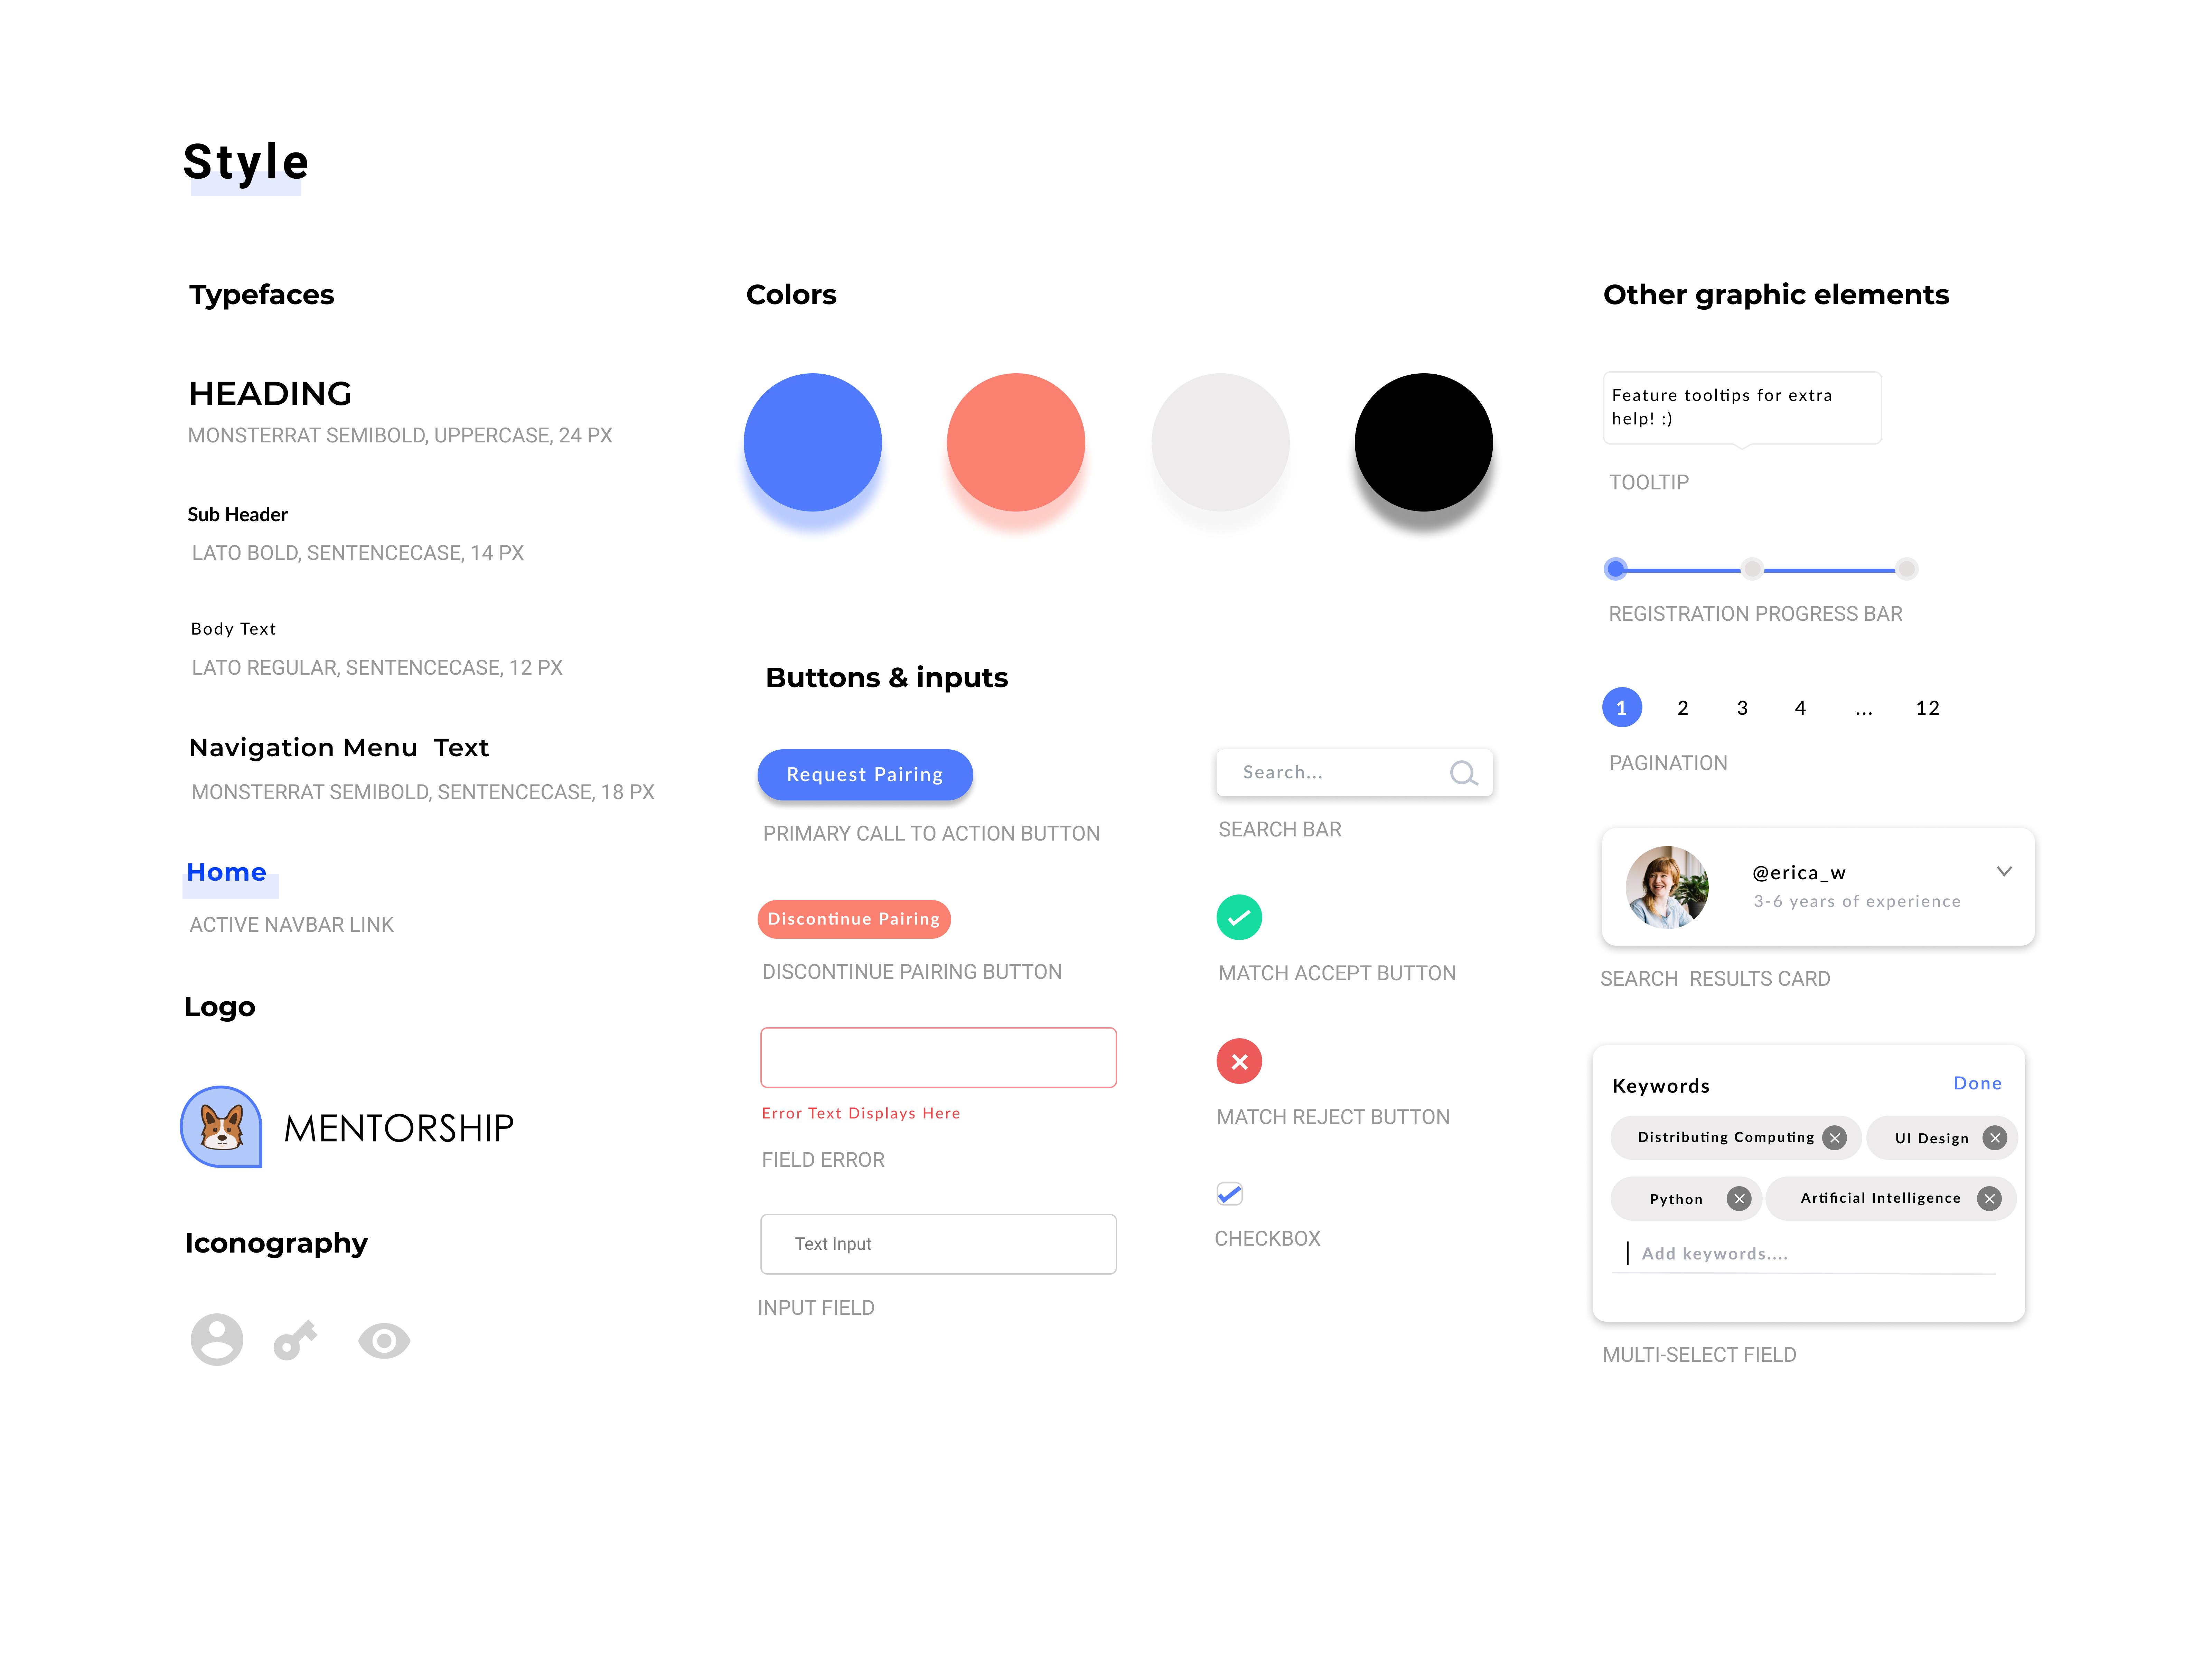 Style
Typefaces
HEADING
MONSTERRAT SEMIBOLD, UPPERCASE, 24 PX
Sub Header
LATO BOLD, SENTENCECASE, 14 PX
Body Text
LATO REGULAR, SENTENCECASE, 12 PX
Navigation Menu  Text
MONSTERRAT SEMIBOLD, SENTENCECASE, 18 PX
Home
ACTIVE NAVBAR LINK
Logo
MENTORSHIP
Iconography
Colors
Buttons & inputs
Request Pairing
PRIMARY CALL TO ACTION BUTTON
Discontinue Pairing
DISCONTINUE PAIRING BUTTON
Error Text Displays Here
FIELD ERROR
Text Input
INPUT FIELD
Search...
SEARCH BAR
MATCH ACCEPT BUTTON
MATCH REJECT BUTTON
CHECKBOX
Other graphic elements
Feature tooltips for extra
help! :)
TOOLTIP
REGISTRATION PROGRESS BAR
1 2 3 4 ... 12
PAGINATION
@erica_w
3-6 years of experience
SEARCH  RESULTS CARD
Keywords Done
Distributing Computing UI Design
Python Artificial Intelligence
Add keywords....
MULTI-SELECT FIELD